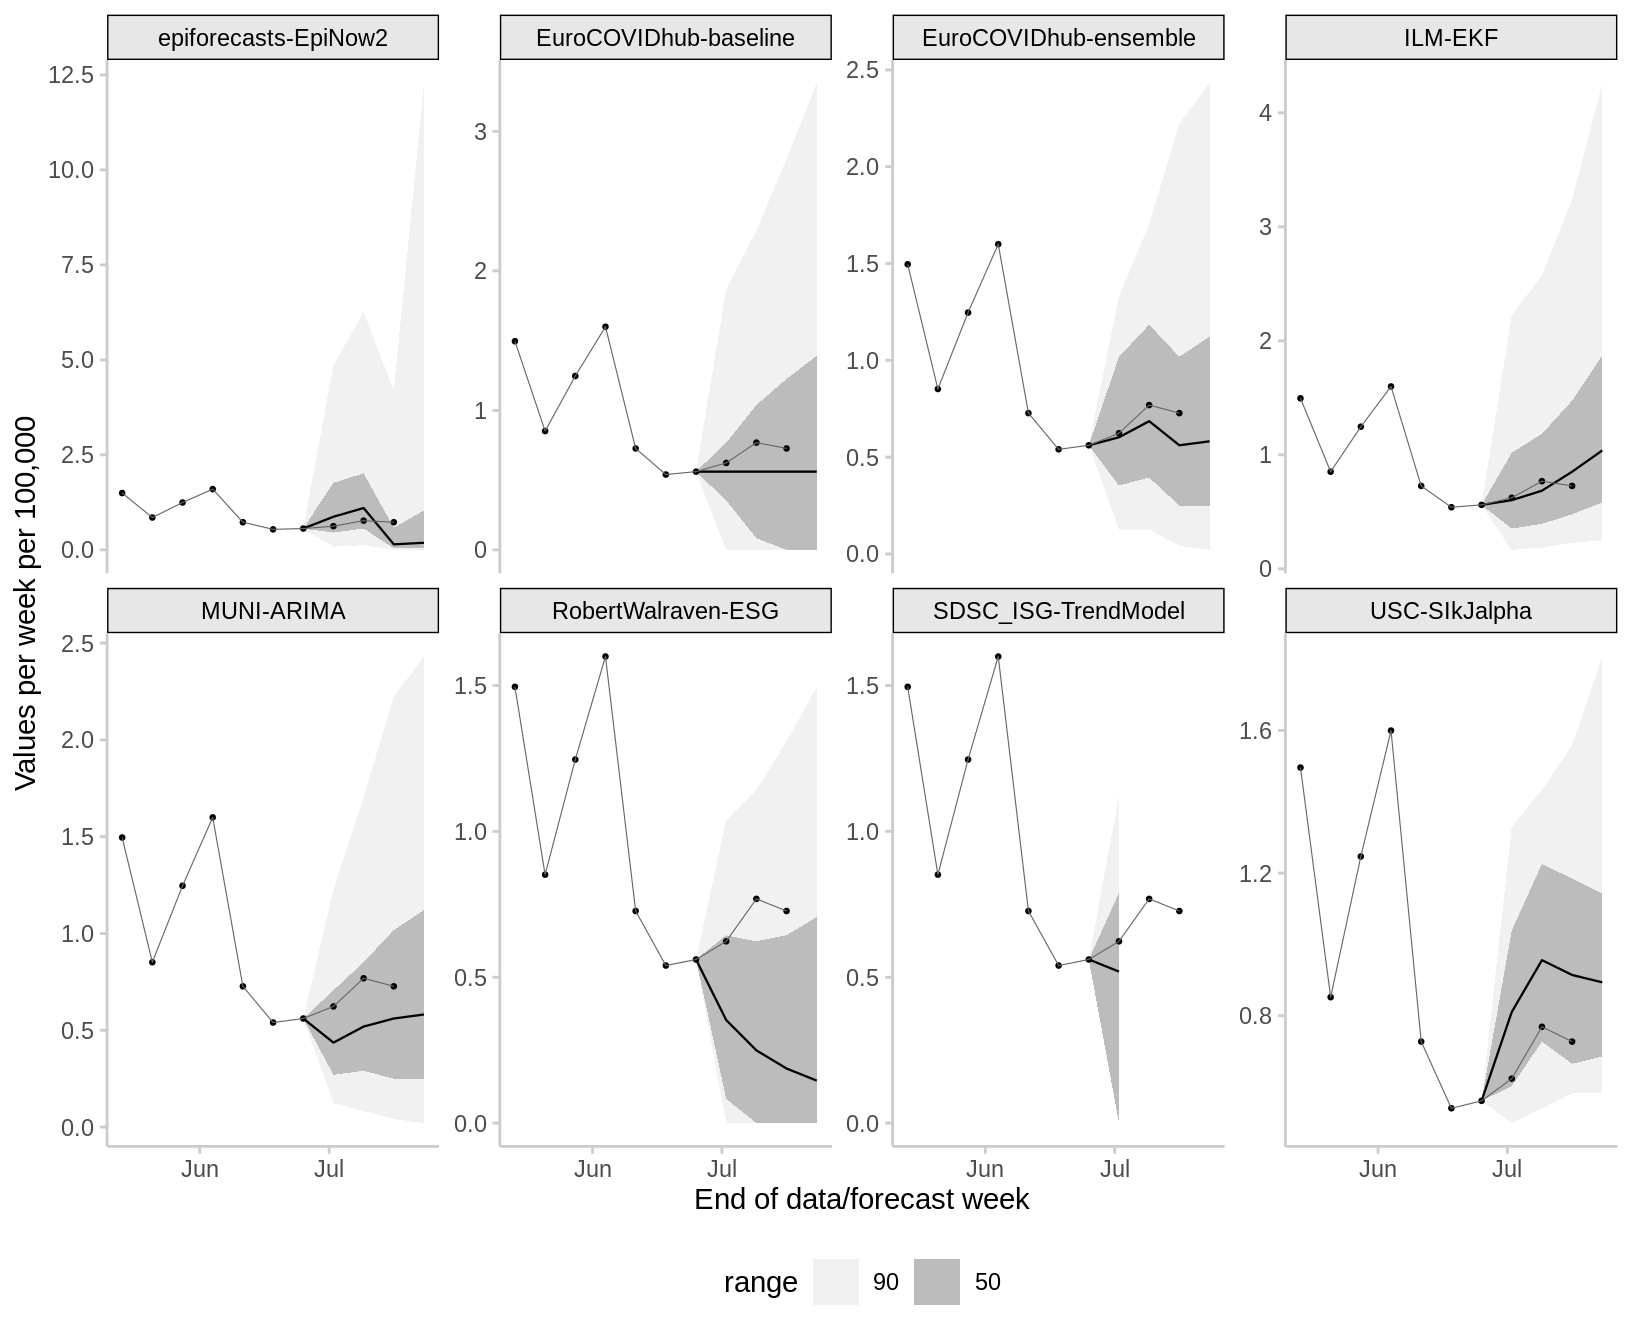 epiforecasts-EpiNow2
EuroCOVIDhub-baseline
EuroCOVIDhub-ensemble
ILM-EKF
12.5
10.0
7.5
5.0
2.5
0.0
3
2
1
0
2.5
2.0
1.5
1.0
0.5
0.0
4
3
2
1
0
Values per week per 100,000
MUNI-ARIMA
RobertWalraven-ESG
SDSC_ISG-TrendModel
USC-SIkJalpha
2.5
2.0
1.5
1.0
0.5
0.0
1.5
1.0
0.5
0.0
1.5
1.0
0.5
0.0
1.6
1.2
0.8
Jun Jul
Jun Jul
Jun Jul
Jun Jul
End of data/forecast week
range 90 50